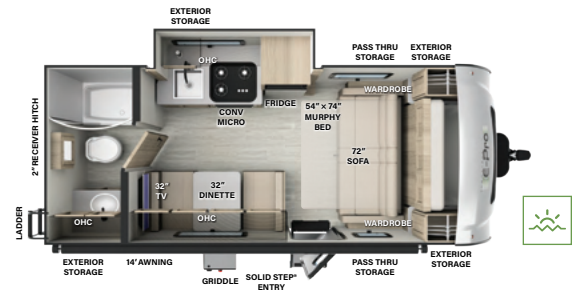 EXTERIOR
STORAGE
PASS THRU
STORAGE
EXTERIOR
STORAGE
OHC
WARDROBE
CONV
MICRO
FRIDGE
54" x 74"
MURPHY
BED
72"
SOFA
2" RECEIVER HITCH
E-Pro
32"
TV
32"
DINETTE
OHC
OHC
WARDROBE
LADDER
EXTERIOR
STORAGE
14' AWNING
GRIDDLE
SOLID STEP®
ENTRY
PASS THRU
STORAGE
EXTERIOR
STORAGE